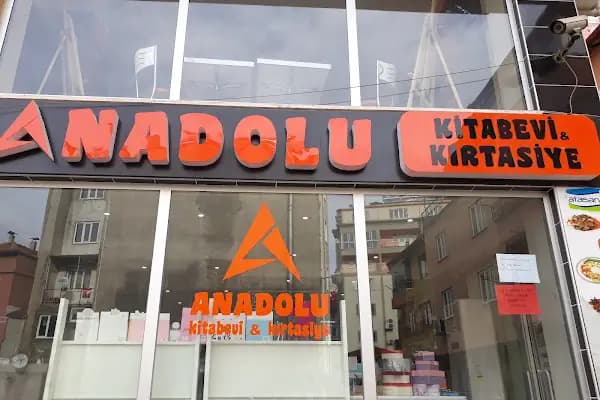 ANADOLU
KİTABEVİ &
KIRTASİYE
ANADOLU
kitabevi & kırtasiye